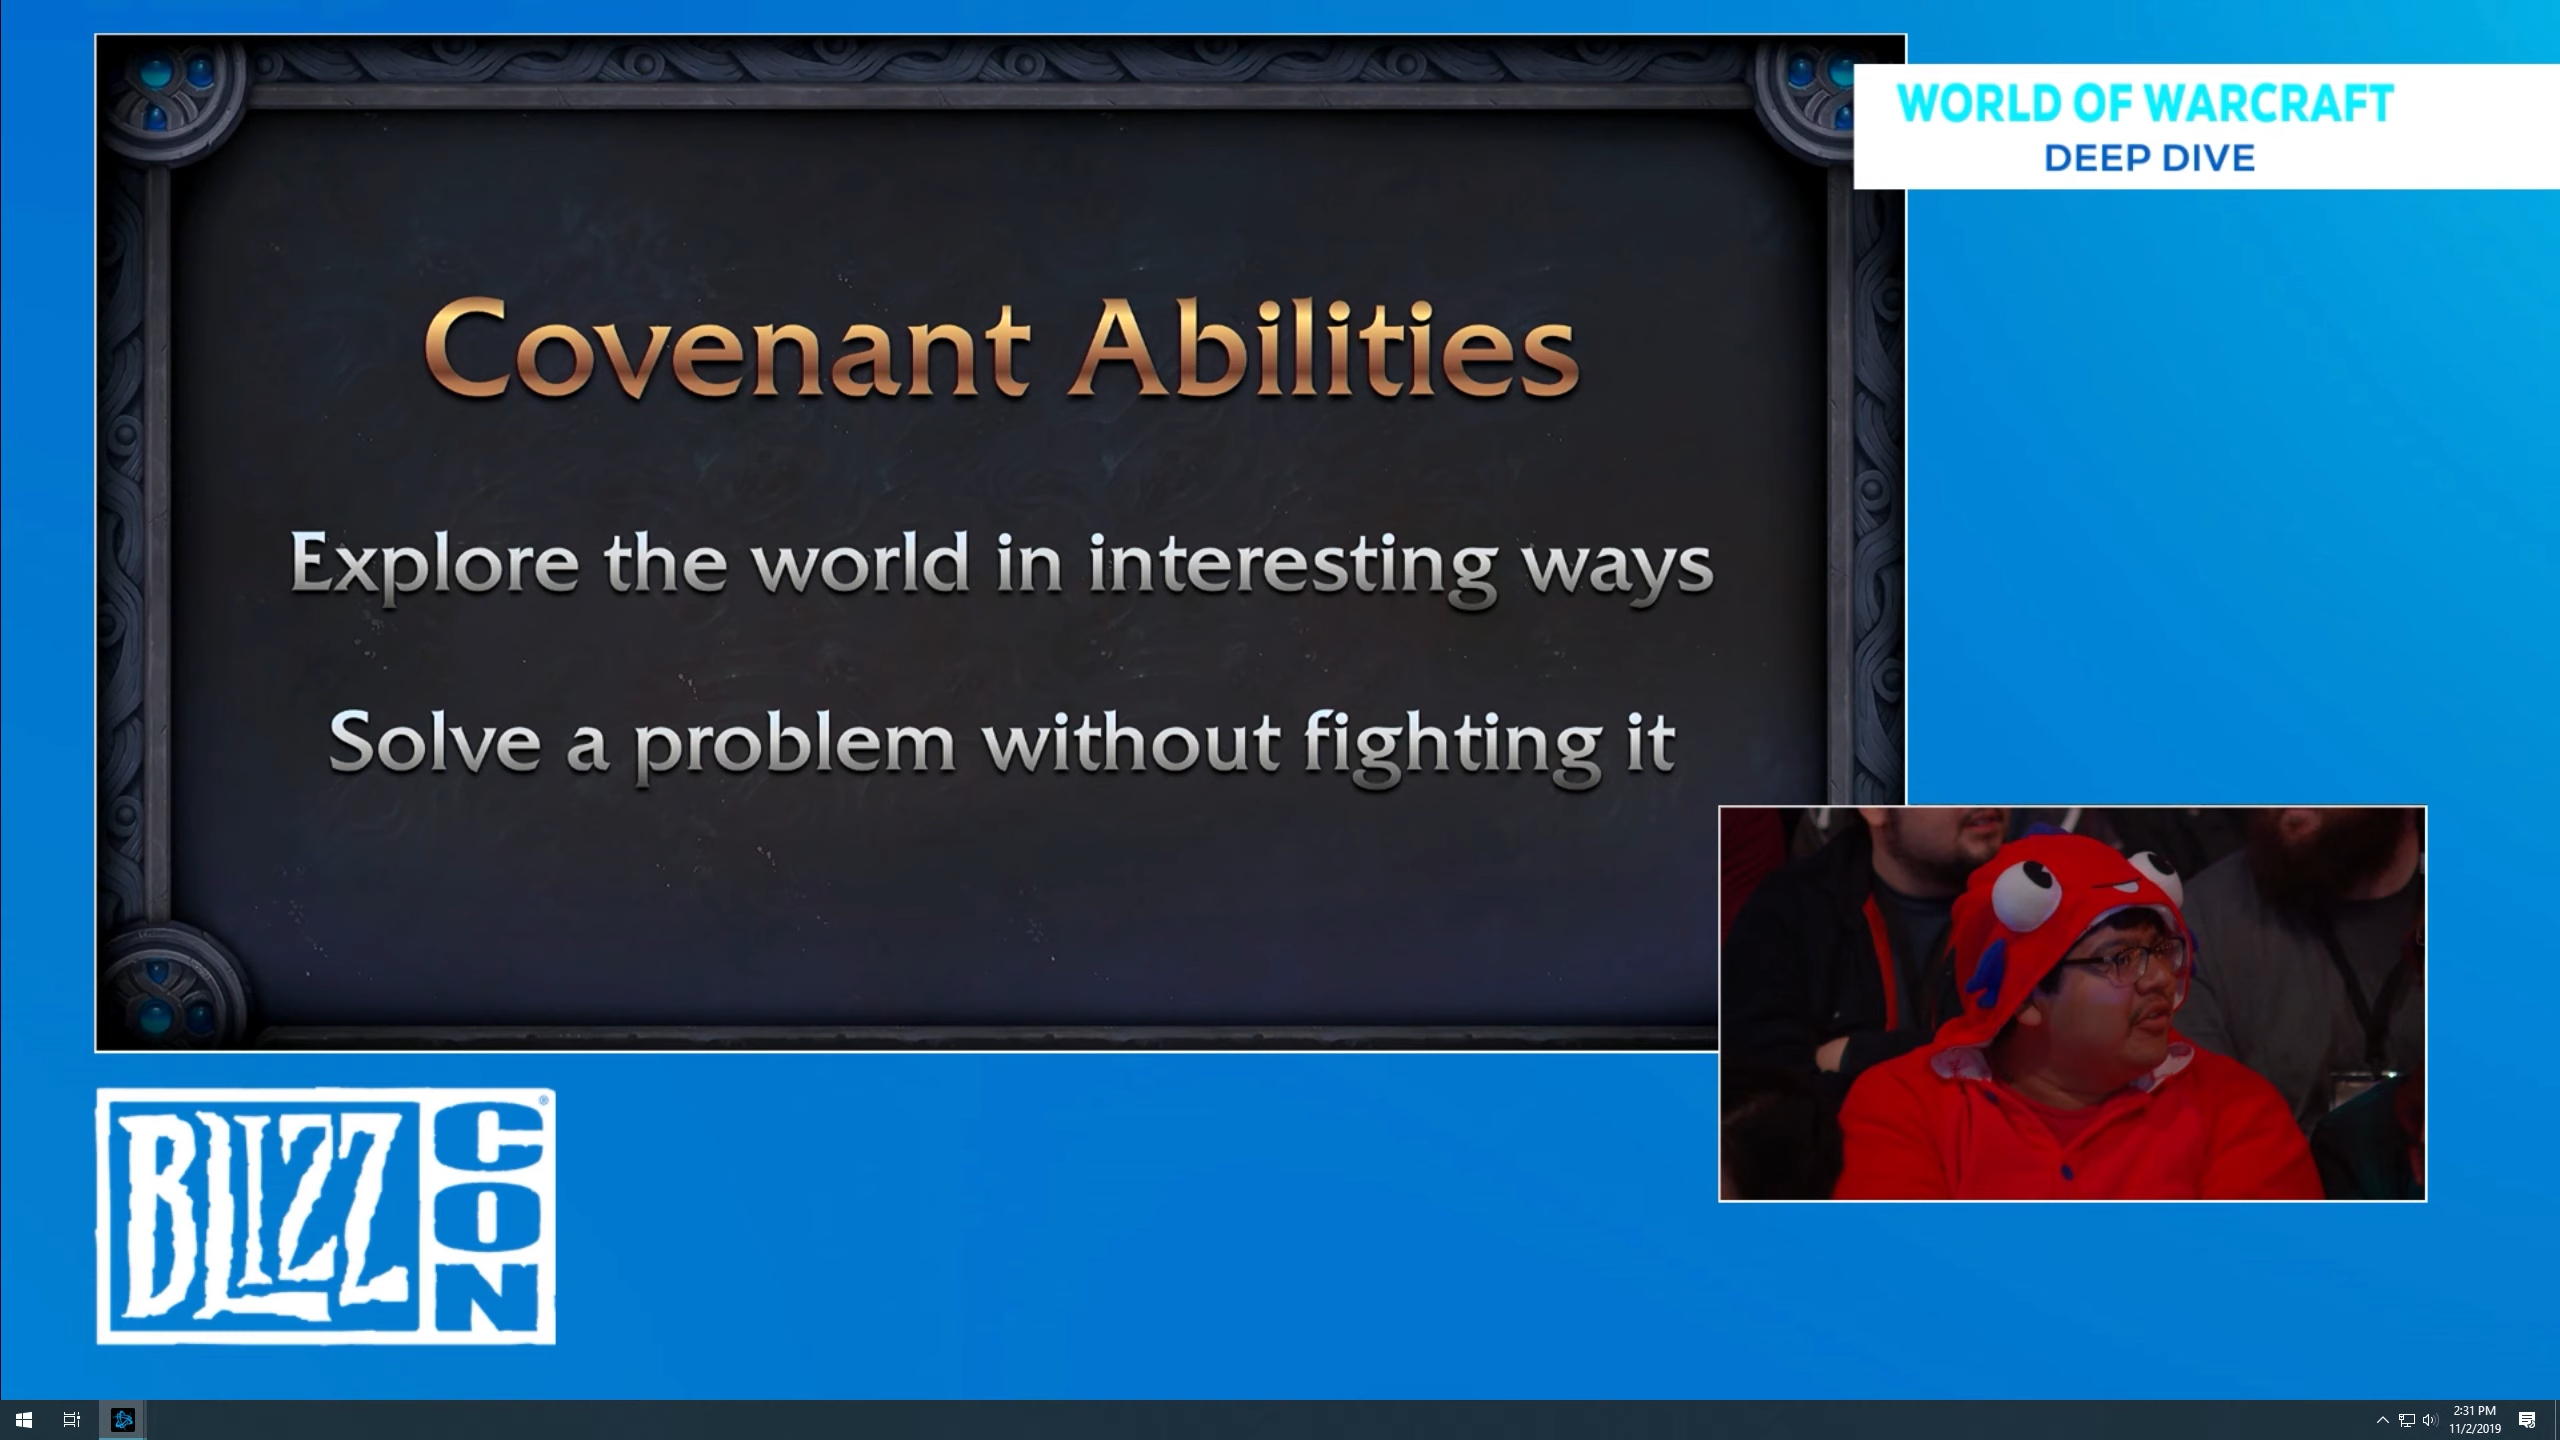 WORLD OF WARCRAFT
DEEP DIVE
Covenant Abilities
Explore the world in interesting ways
Solve a problem without fighting it
BLIZZ
CON
®
2:31 PM
11/2/2019